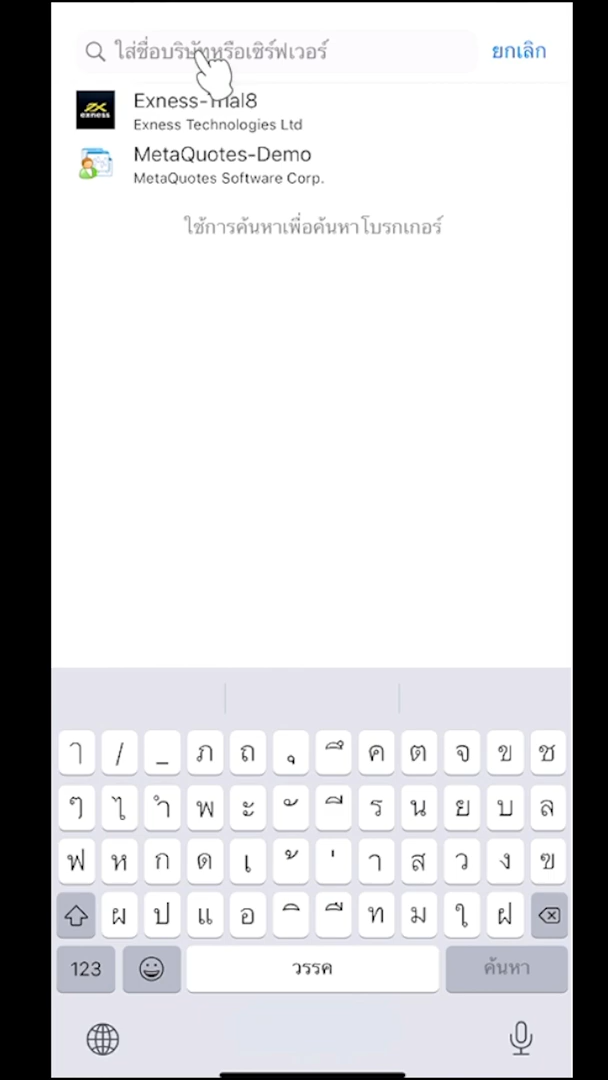 ใส่ชื่อบริษัทหรือเซิร์ฟเวอร์ ยกเลิก
exness
Exness-Trial8
Exness Technologies Ltd
MetaQuotes-Demo
MetaQuotes Software Corp.
ใช้การค้นหาเพื่อค้นหาโบรกเกอร์
ๅ / _ ภ ถ ุ ึ ค ต จ ข ช
ๆ ไ ำ พ ะ ั ี ร น ย บ ล
ฟ ห ก ด เ ้ ่ า ส ว ง ฃ
ผ ป แ อ ิ ื ท ม ใ ฝ
123 วรรค ค้นหา